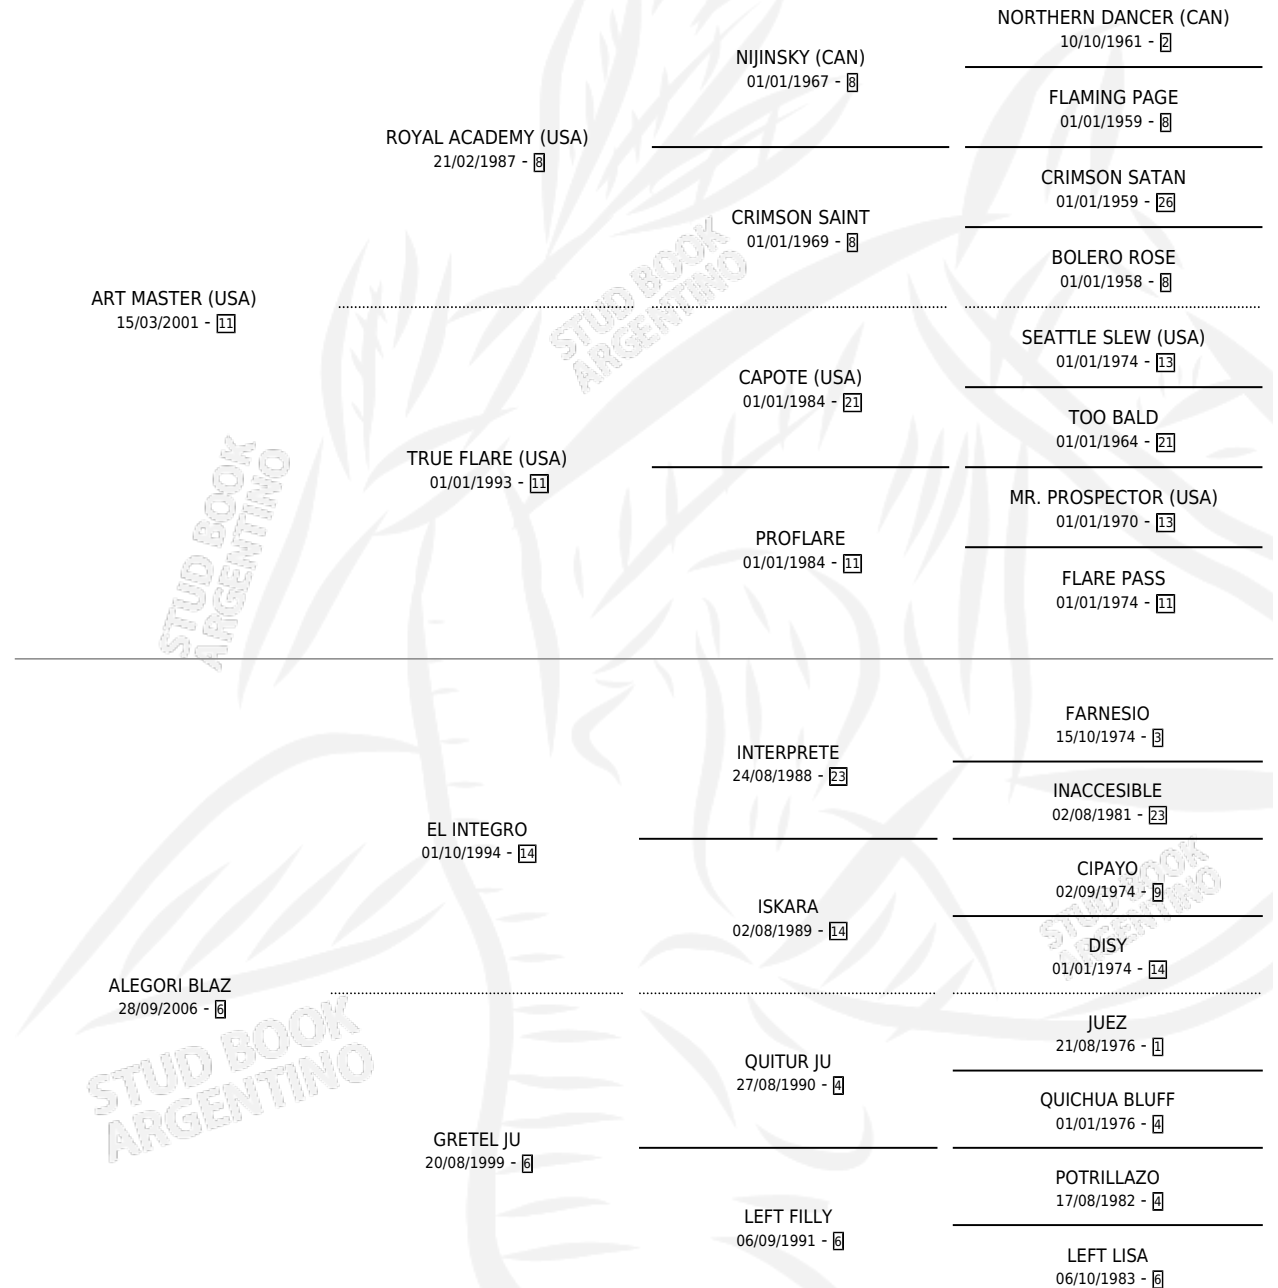 NORTHERN DANCER (CAN)
10/10/1961 - 2
NIJINSKY (CAN)
01/01/1967 - 8
FLAMING PAGE
01/01/1959 - 8
ROYAL ACADEMY (USA)
21/02/1987 - 8
CRIMSON SATAN
01/01/1959 - 26
CRIMSON SAINT
01/01/1969 - 8
BOLERO ROSE
01/01/1958 - 8
ART MASTER (USA)
15/03/2001 - 11
SEATTLE SLEW (USA)
01/01/1974 - 13
CAPOTE (USA)
01/01/1984 - 21
TOO BALD
01/01/1964 - 21
TRUE FLARE (USA)
01/01/1993 - 11
MR. PROSPECTOR (USA)
01/01/1970 - 13
PROFLARE
01/01/1984 - 11
FLARE PASS
01/01/1974 - 11
FARNESIO
15/10/1974 - 3
INTERPRETE
24/08/1988 - 23
INACCESIBLE
02/08/1981 - 23
EL INTEGRO
01/10/1994 - 14
CIPAYO
02/09/1974 - 9
ISKARA
02/08/1989 - 14
DISY
01/01/1974 - 14
ALEGORI BLAZ
28/09/2006 - 6
JUEZ
21/08/1976 - 1
QUITUR JU
27/08/1990 - 4
QUICHUA BLUFF
01/01/1976 - 4
GRETEL JU
20/08/1999 - 6
POTRILLAZO
17/08/1982 - 4
LEFT FILLY
06/09/1991 - 6
LEFT LISA
06/10/1983 - 6
STUD BOOK
ARGENTINO
STUD BOOK
ARGENTINO
STUD BOOK
ARGENTINO
STUD BOOK
ARGENTINO